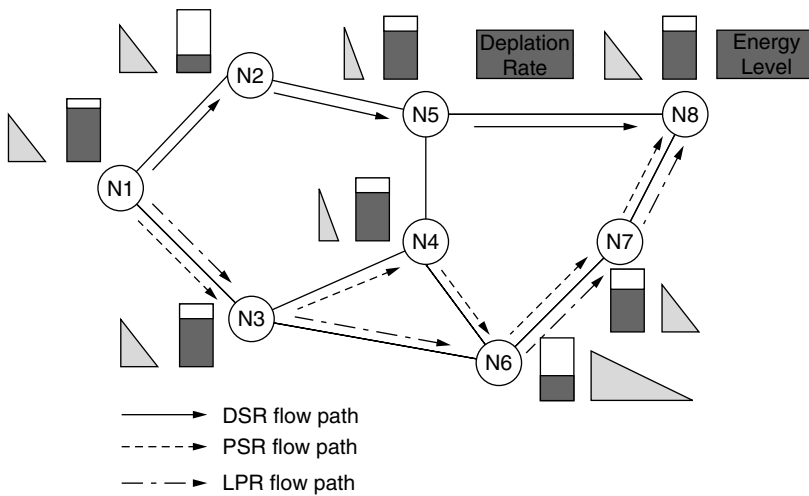 Deplation
Rate
Energy
Level
N2
N5
N8
N1
N4
N7
N3
N6
DSR flow path
PSR flow path
LPR flow path